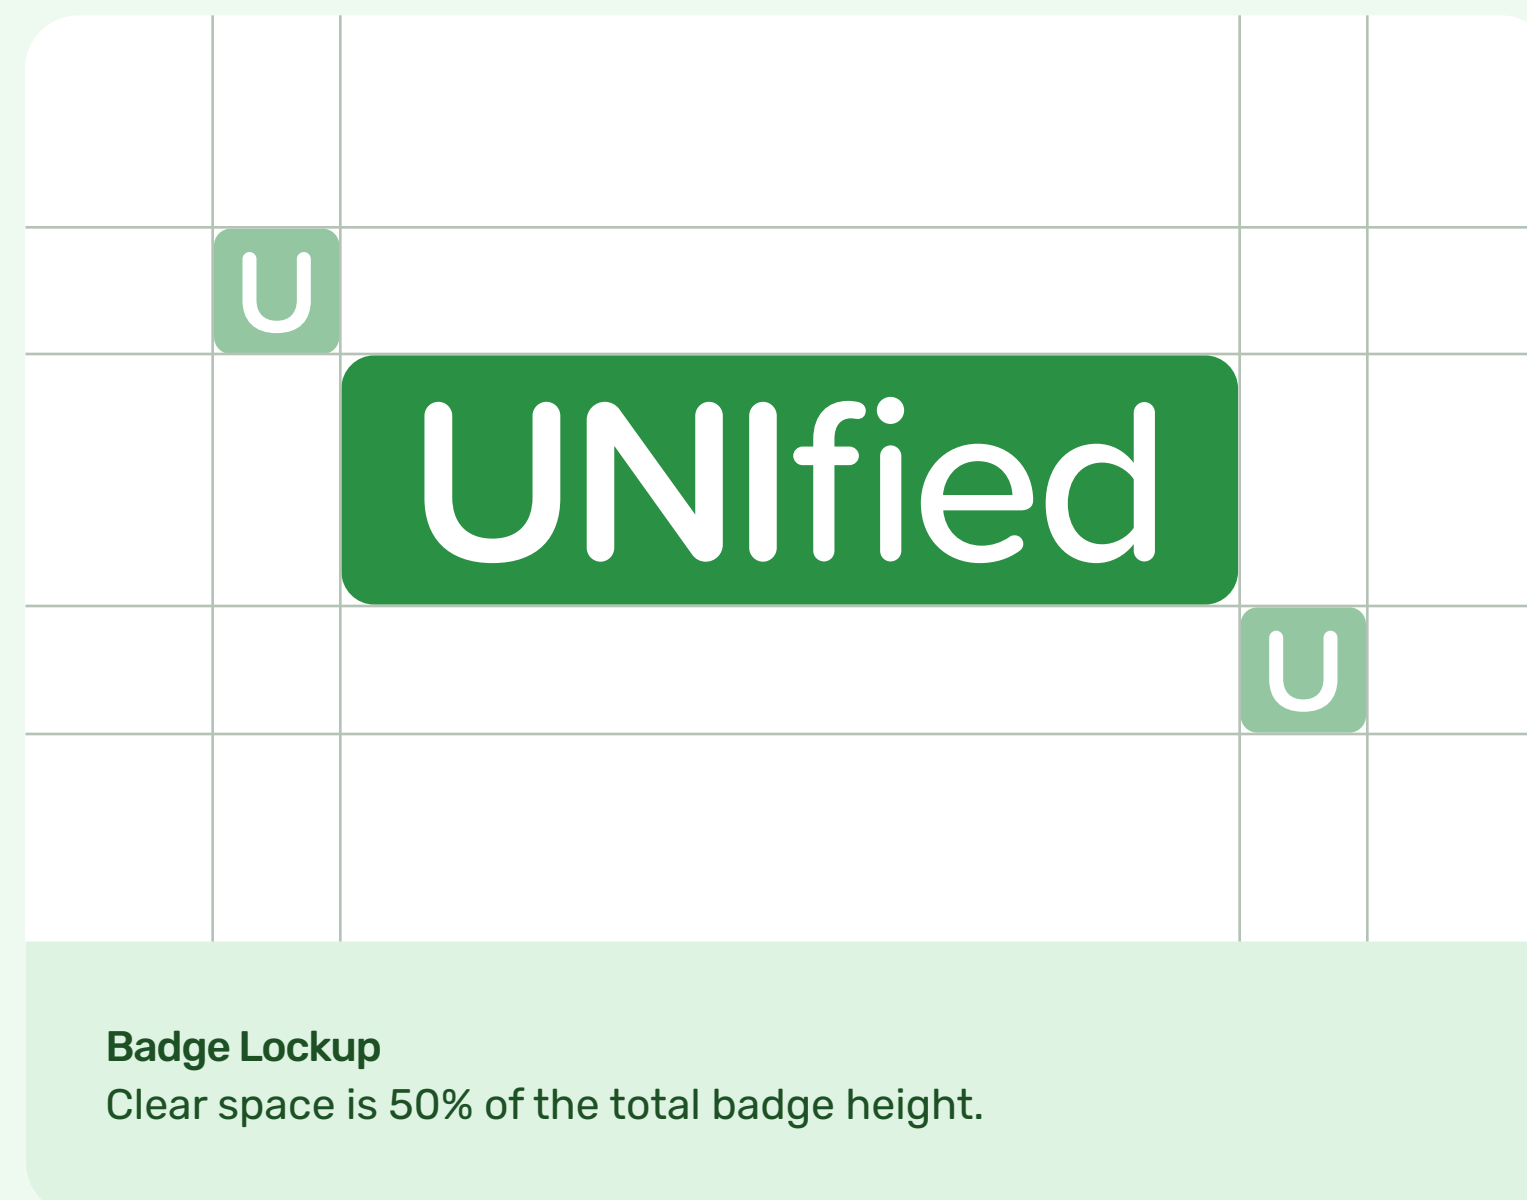 U
UNIfied
U
Badge Lockup
Clear space is 50% of the total badge height.